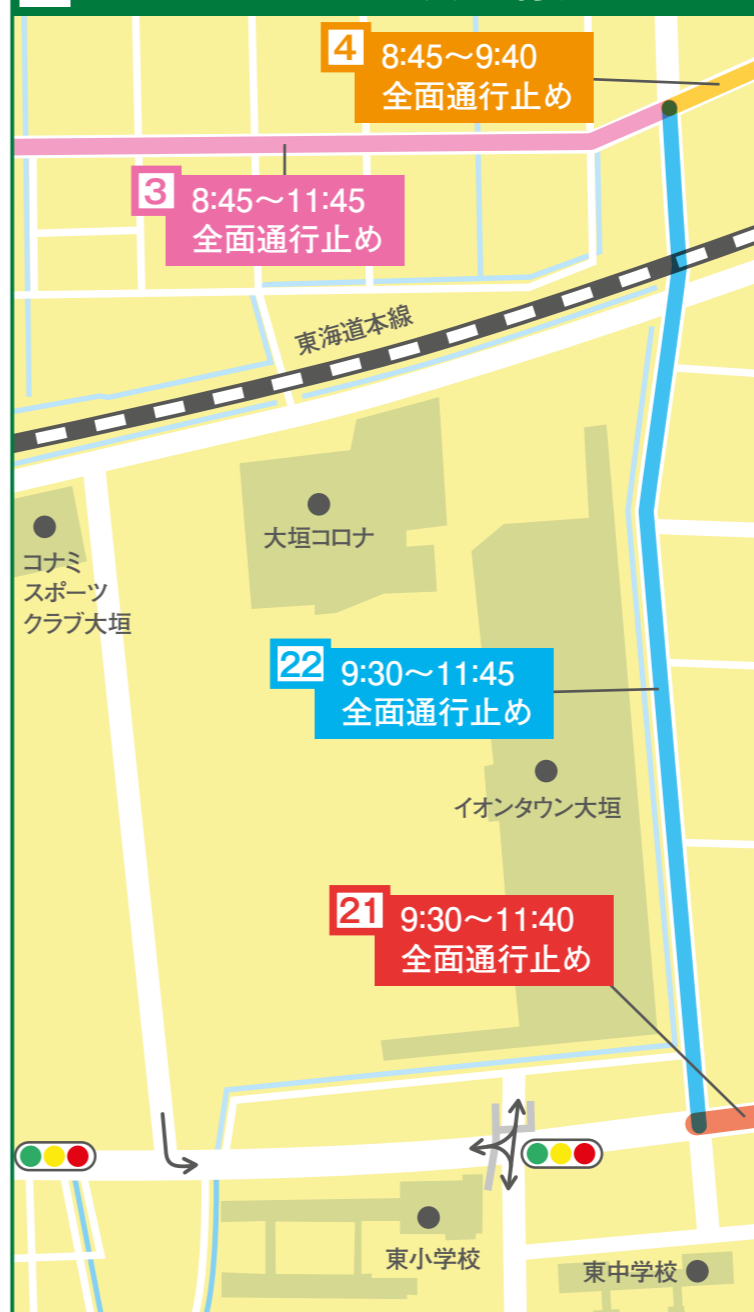 4
8:45～9:40
全面通行止め
3
8:45～11:45
全面通行止め
東海道本線
大垣コロナ
コナミ
スポーツ
クラブ大垣
22
9:30～11:45
全面通行止め
イオンタウン大垣
21
9:30～11:40
全面通行止め
東小学校
東中学校